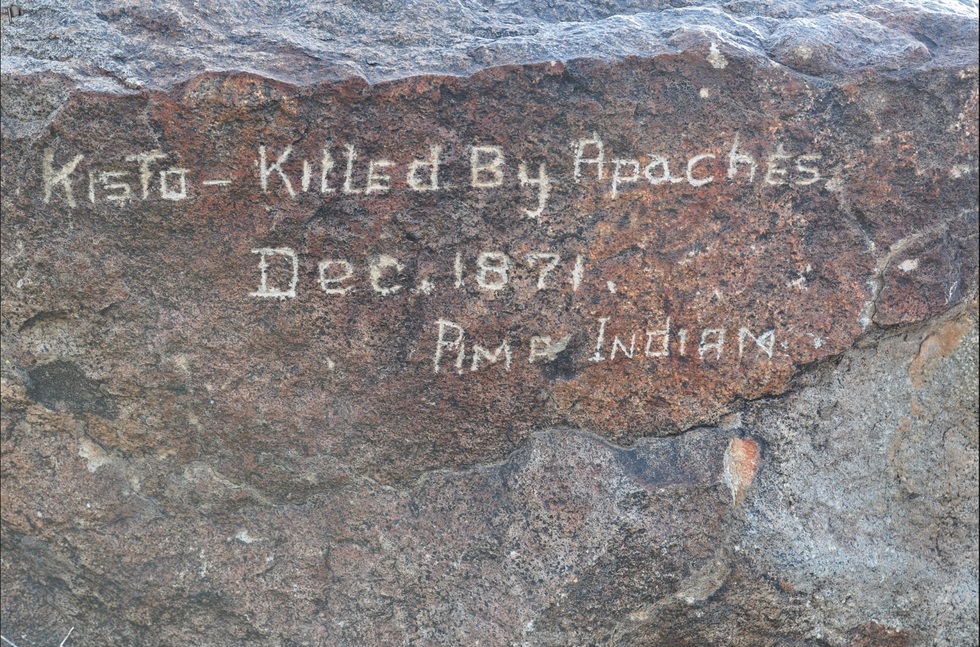 Kisto - Killed By Apaches
Dec. 1871.
Pima Indian